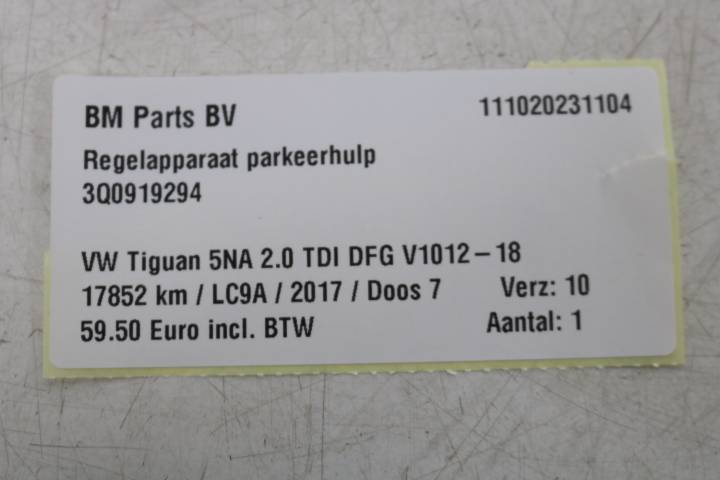 BM Parts BV 111020231104
Regelapparaat parkeerhulp
3Q0919294
VW Tiguan 5NA 2.0 TDI DFG V1012-18
17852 km / LC9A / 2017 / Doos 7 Verz: 10
59.50 Euro incl. BTW Aantal: 1